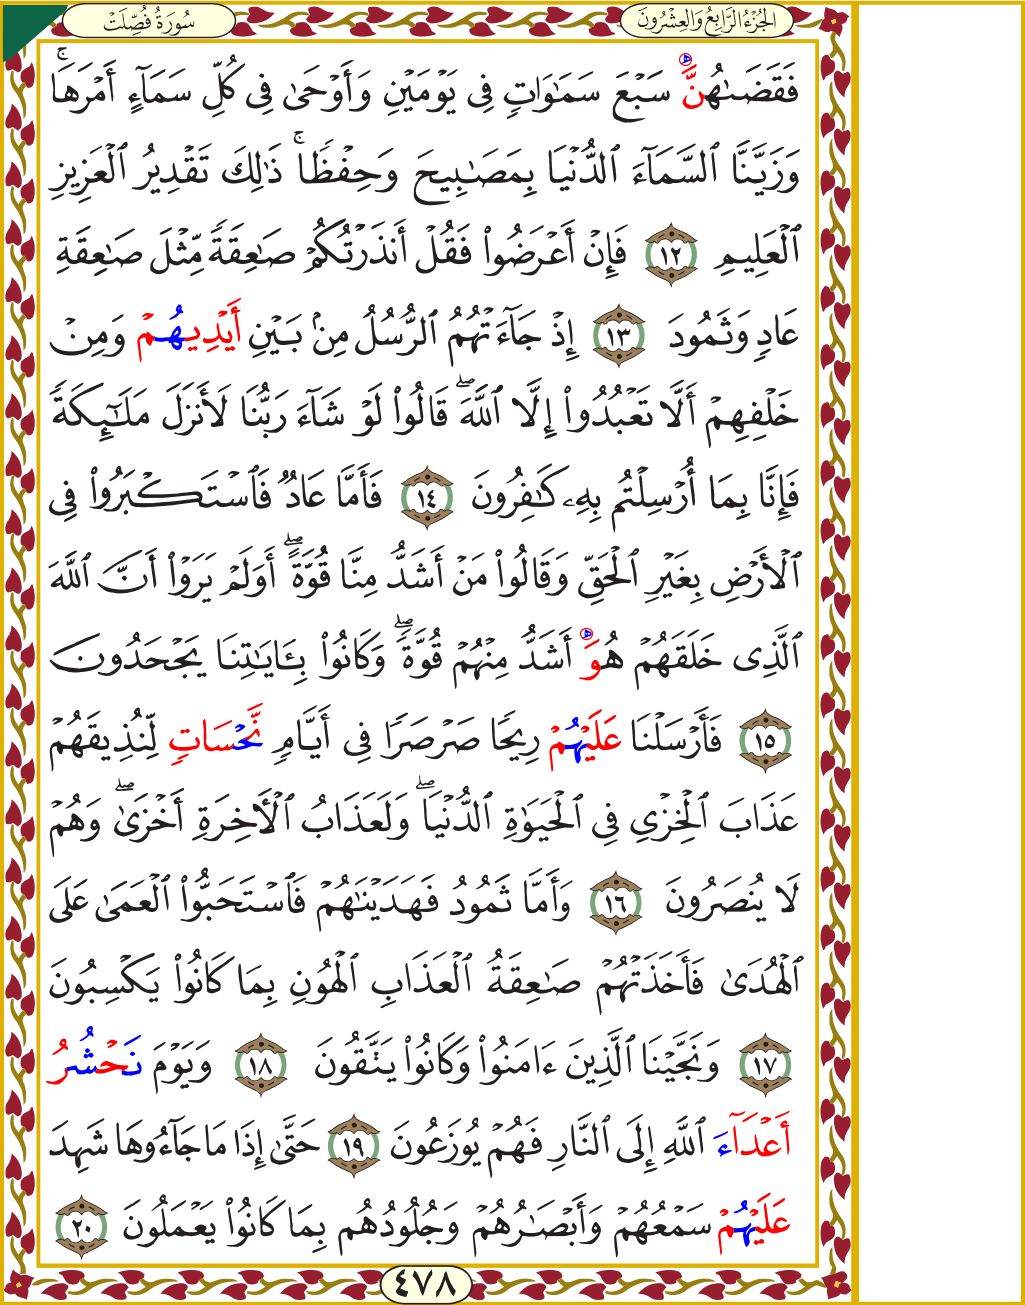 سُورَةُ فُصِّلَتْ
الجُزْءُ الرَّابِعُ وَالْعِشْرُونَ
فَقَضَىٰهُنَّ سَبْعَ سَمَٰوَاتٖ فِي يَوْمَيْنِ وَأَوْحَىٰ فِي كُلِّ سَمَآءٍ أَمْرَهَاۚ
وَزَيَّنَّا ٱلسَّمَآءَ ٱلدُّنْيَا بِمَصَٰبِيحَ وَحِفْظٗاۚ ذَٰلِكَ تَقْدِيرُ ٱلْعَزِيزِ
ٱلْعَلِيمِ ١٢ فَإِنْ أَعْرَضُواْ فَقُلْ أَنذَرْتُكُمْ صَٰعِقَةٗ مِّثْلَ صَٰعِقَةِ
عَادٖ وَثَمُودَ ١٣ إِذْ جَآءَتْهُمُ ٱلرُّسُلُ مِنۢ بَيْنِ أَيْدِيهُمْ وَمِنْ
خَلْفِهِمْ أَلَّا تَعْبُدُوٓاْ إِلَّا ٱللَّهَۖ قَالُواْ لَوْ شَآءَ رَبُّنَا لَأَنزَلَ مَلَٰٓئِكَةٗ
فَإِنَّا بِمَآ أُرْسِلْتُم بِهِۦ كَٰفِرُونَ ١٤ فَأَمَّا عَادٞ فَٱسْتَكْبَرُواْ فِي
ٱلْأَرْضِ بِغَيْرِ ٱلْحَقِّ وَقَالُواْ مَنْ أَشَدُّ مِنَّا قُوَّةًۖ أَوَلَمْ يَرَوْاْ أَنَّ ٱللَّهَ
ٱلَّذِي خَلَقَهُمْ هُوَ أَشَدُّ مِنْهُمْ قُوَّةٗۖ وَكَانُواْ بِـَٔايَٰتِنَا يَجْحَدُونَ
١٥ فَأَرْسَلْنَا عَلَيْهُمْ رِيحٗا صَرْصَرٗا فِيٓ أَيَّامٖ نَّحْسَاتٖ لِّنُذِيقَهُمْ
عَذَابَ ٱلْخِزْيِ فِي ٱلْحَيَوٰةِ ٱلدُّنْيَاۖ وَلَعَذَابُ ٱلْأٓخِرَةِ أَخْزَىٰۖ وَهُمْ
لَا يُنصَرُونَ ١٦ وَأَمَّا ثَمُودُ فَهَدَيْنَٰهُمْ فَٱسْتَحَبُّواْ ٱلْعَمَىٰ عَلَى
ٱلْهُدَىٰ فَأَخَذَتْهُمْ صَٰعِقَةُ ٱلْعَذَابِ ٱلْهُونِ بِمَا كَانُواْ يَكْسِبُونَ
١٧ وَنَجَّيْنَا ٱلَّذِينَ ءَامَنُواْ وَكَانُواْ يَتَّقُونَ ١٨ وَيَوْمَ نَحْشُرُ
أَعْدَآءَ ٱللَّهِ إِلَى ٱلنَّارِ فَهُمْ يُوزَعُونَ ١٩ حَتَّىٰٓ إِذَا مَا جَآءُوهَا شَهِدَ
عَلَيْهُمْ سَمْعُهُمْ وَأَبْصَٰرُهُمْ وَجُلُودُهُم بِمَا كَانُواْ يَعْمَلُونَ ٢٠
٤٧٨